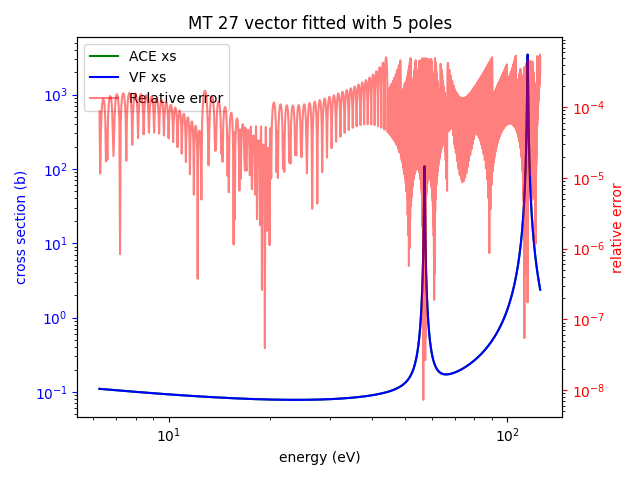 MT 27 vector fitted with 5 poles
ACE xs
VF xs
Relative error
cross section (b)
10³
10²
10¹
10⁰
10⁻¹
10⁻⁴
10⁻⁵
10⁻⁶
10⁻⁷
10⁻⁸
relative error
10¹
10²
energy (eV)